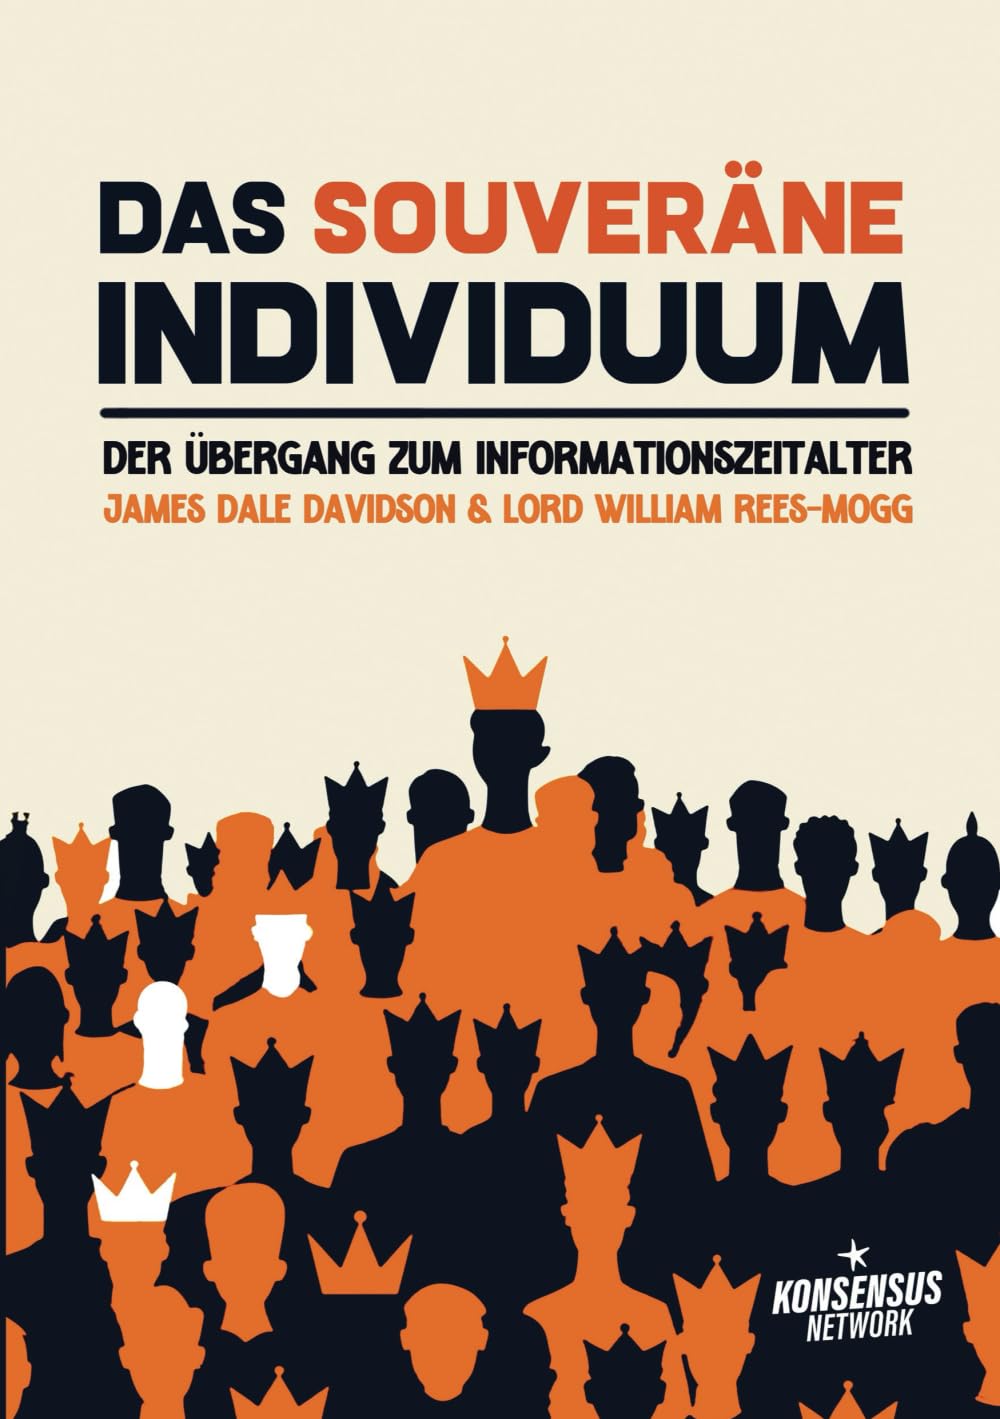 DAS SOUVERÄNE
INDIVIDUUM
DER ÜBERGANG ZUM INFORMATIONSZEITALTER
JAMES DALE DAVIDSON & LORD WILLIAM REES-MOGG
KONSENSUS
NETWORK